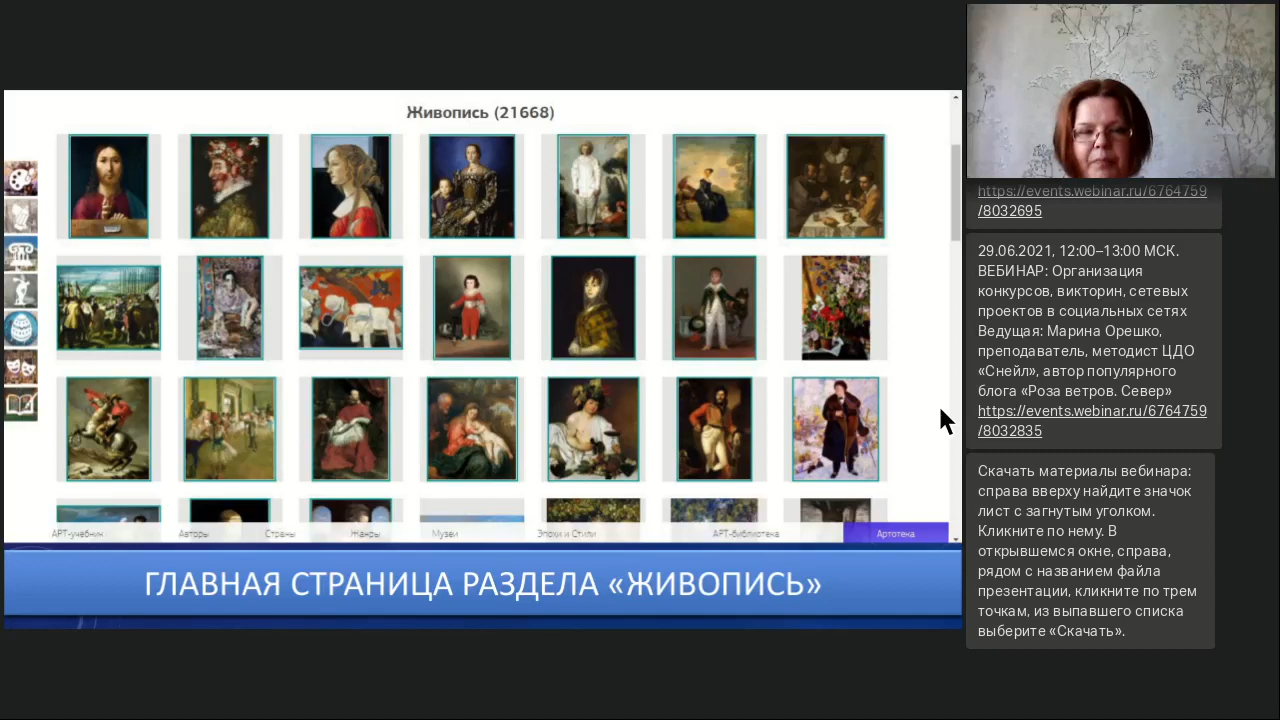 Живопись (21668)
АРТ-учебник
Авторы
Страны
Жанры
Музеи
Эпохи и Стили
АРТ-библиотека
Артотека
ГЛАВНАЯ СТРАНИЦА РАЗДЕЛА «ЖИВОПИСЬ»
https://events.webinar.ru/6764759
/8032695
29.06.2021, 12:00–13:00 МСК.
ВЕБИНАР: Организация
конкурсов, викторин, сетевых
проектов в социальных сетях
Ведущая: Марина Орешко,
преподаватель, методист ЦДО
«Снейл», автор популярного
блога «Роза ветров. Север»
https://events.webinar.ru/6764759
/8032835
Скачать материалы вебинара:
справа вверху найдите значок
лист с загнутым уголком.
Кликните по нему. В
открывшемся окне, справа,
рядом с названием файла
презентации, кликните по трем
точкам, из выпавшего списка
выберите «Скачать».